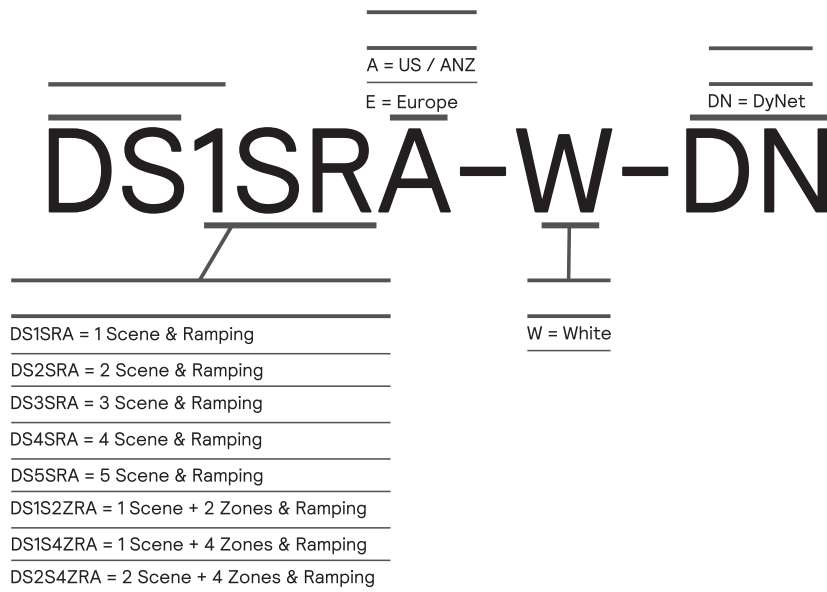 A = US / ANZ
E = Europe
DN = DyNet
DS1SRA-W-DN
DS1SRA = 1 Scene & Ramping
DS2SRA = 2 Scene & Ramping
DS3SRA = 3 Scene & Ramping
DS4SRA = 4 Scene & Ramping
DS5SRA = 5 Scene & Ramping
DS1S2ZRA = 1 Scene + 2 Zones & Ramping
DS1S4ZRA = 1 Scene + 4 Zones & Ramping
DS2S4ZRA = 2 Scene + 4 Zones & Ramping
W = White